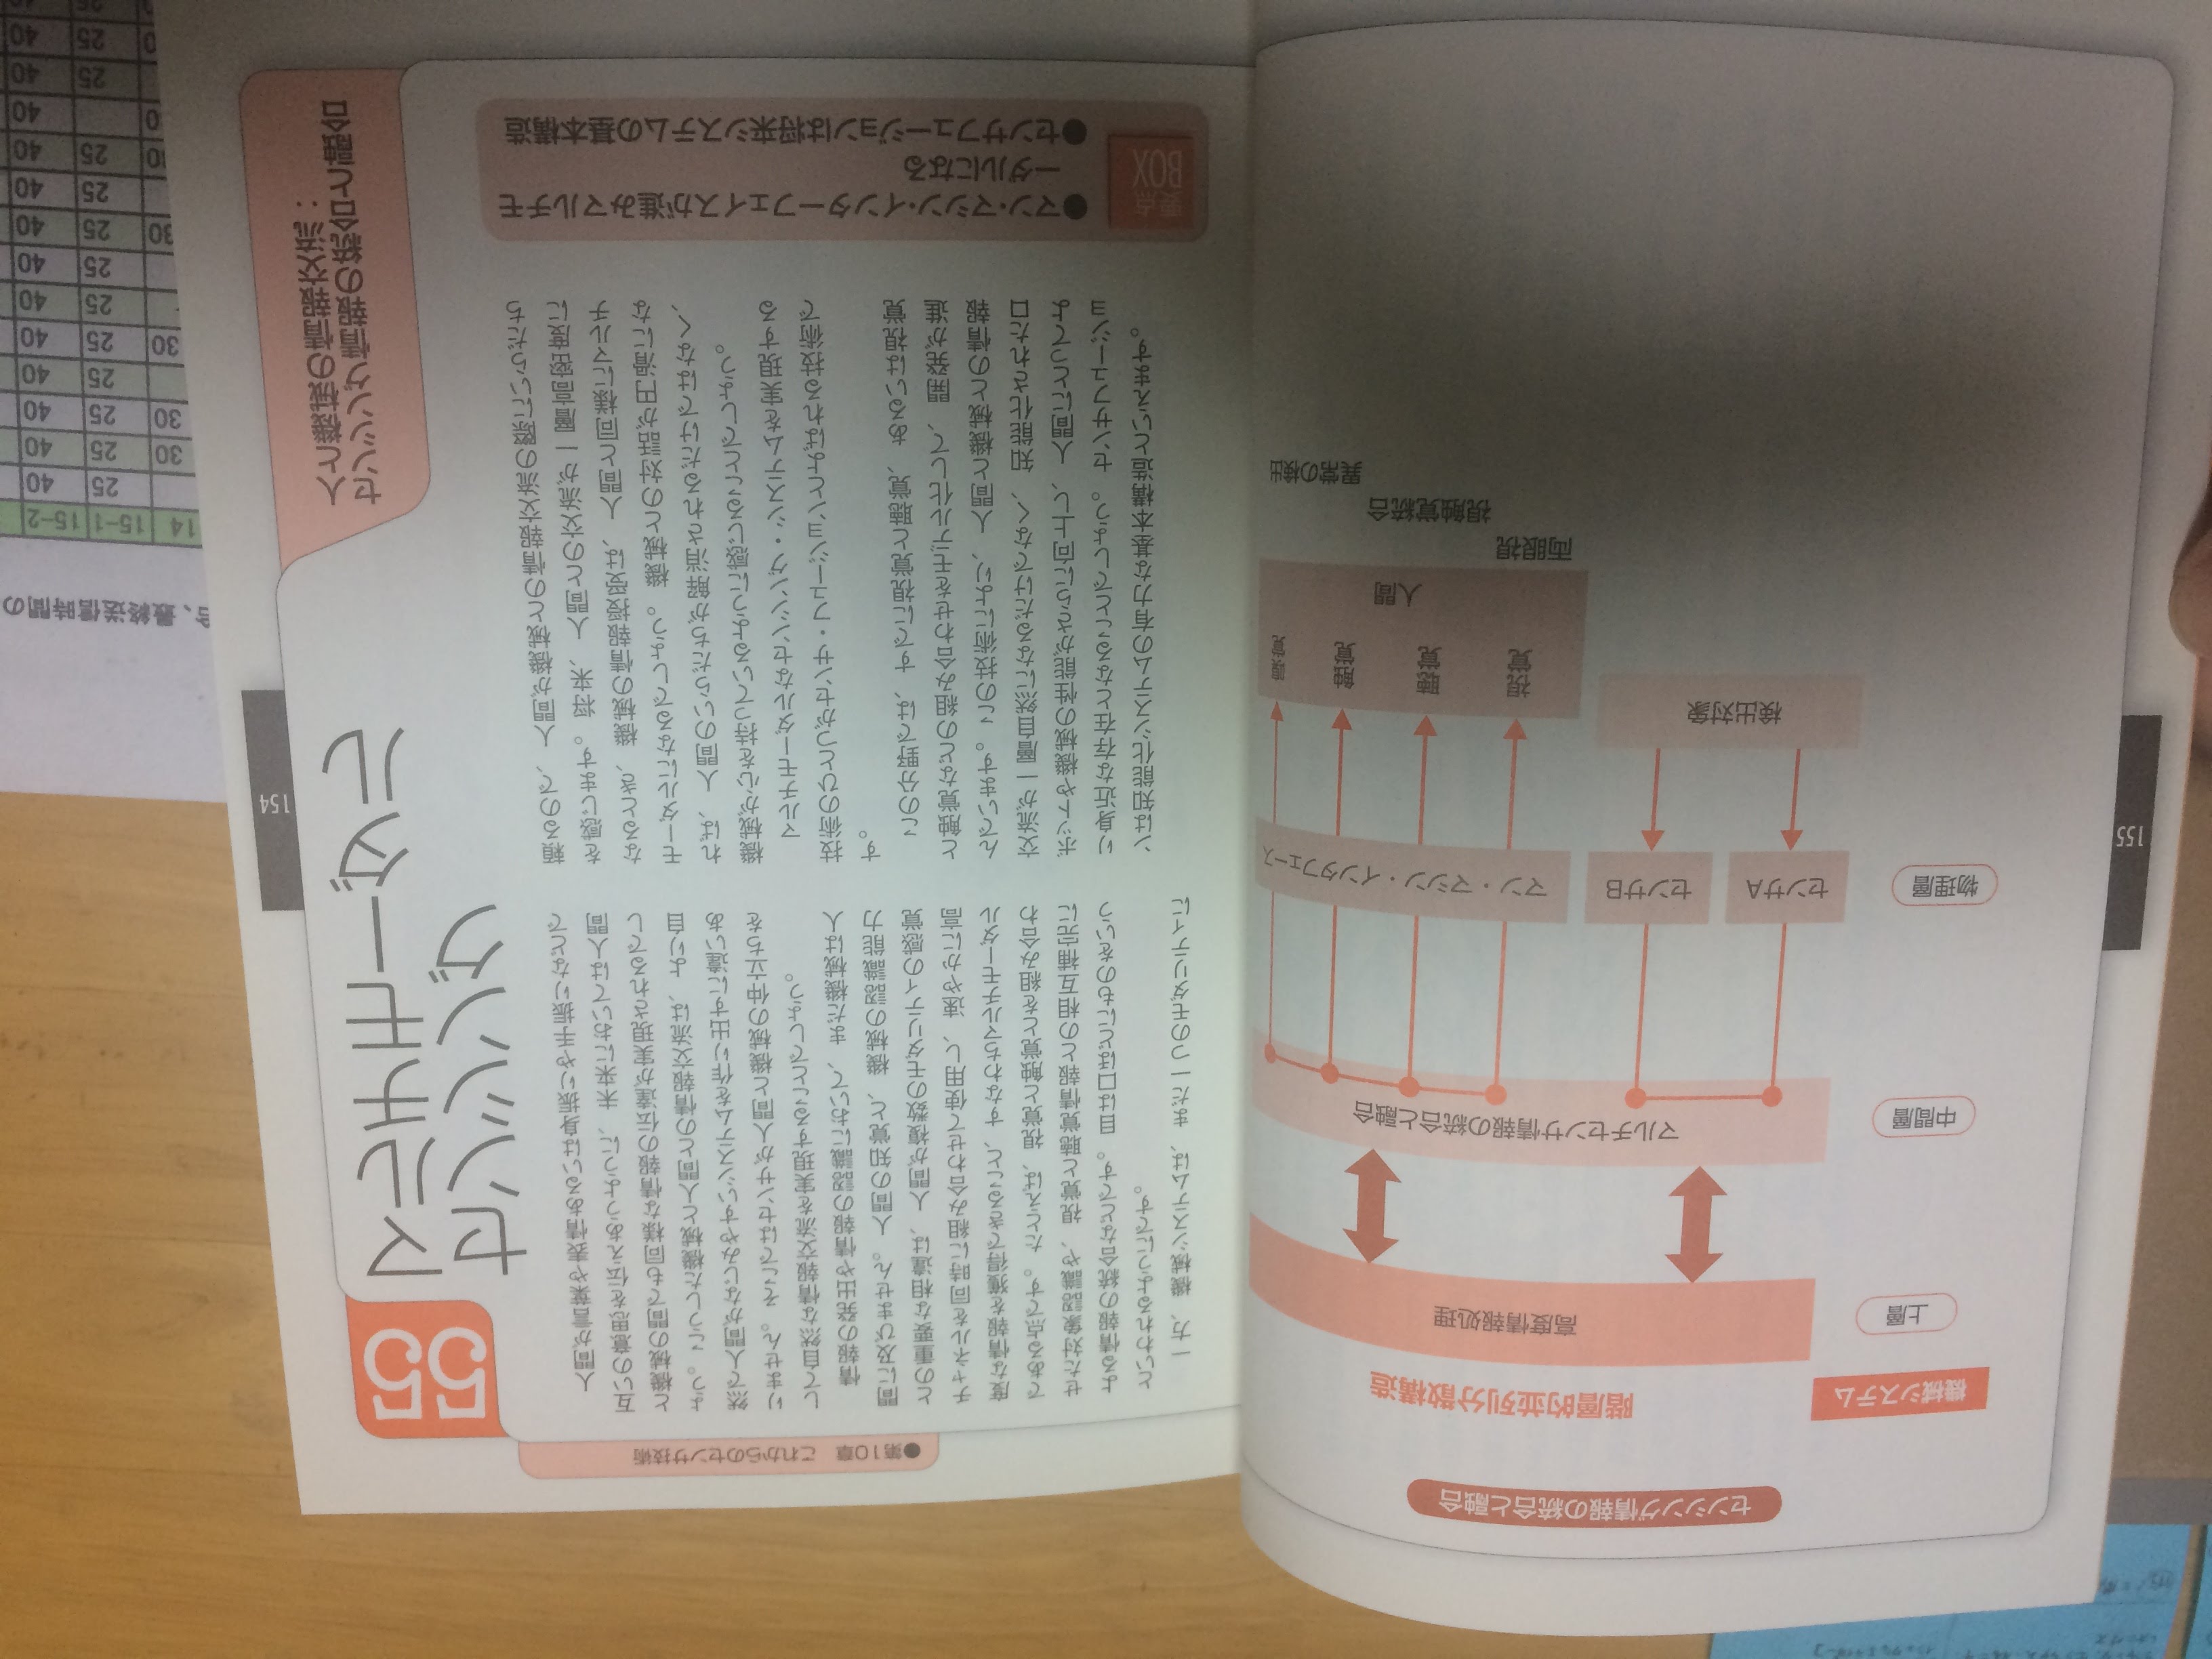 ●第10章 これからのセンサ技術
55
マルチモーダル
センシング
人と機械の情報交流:
センシング情報の統合と融合
人間が言葉や表情あるいは身振りや手振りなどで
互いの意思を伝えあうように、未来においては人間
と機械の間でも同様な情報の伝達が実現されるでし
ょう。こうした機械と人間との情報交流は、より自
然で人間がなじみやすいシステムを作り出すに違いあ
りません。そこではセンサが人間と機械の仲立ちを
して自然な情報交流を実現することでしょう。
情報の発出や情報の認識において、まだ機械は人
間に及びません。人間の知覚と、機械の認識能力
との重要な相違は、人間が複数のモダリティの感覚
チャネルを同時に組み合わせて使用し、速やかに高
度な情報を獲得できること、すなわちマルチモーダル
である点です。たとえば、視覚と触覚とを組み合わ
せた対象認識や、視覚と聴覚情報との相互補完に
よる情報の統合などです。目は口ほどにものをいう
といわれるようにです。
一方、機械システムは、まだ一つのモダリティに
頼るので、人間が機械との情報交流の際にいらだち
を感じます。将来、人間との交流が一層高密度に
なるとき、機械の情報授受は、人間と同様にマルチ
モーダルになるでしょう。機械との対話が円滑にな
れば、人間のいらだちが解消されるだけではなく、
機械が心を持っているように感じることでしょう。
マルチモーダルなセンシング・システムを実現する
技術のひとつがセンサ・フュージョンとよばれる技術で
す。
この分野では、すでに視覚と聴覚、あるいは視覚
と触覚などの組み合わせをモデル化して、開発が進
んでいます。この技術により、人間と機械との情報
交流が一層自然になるだけでなく、知能化されたロ
ボットや機械の性能がさらに向上し、人間にとってよ
り身近な存在となることでしょう。センサフュージョ
ンは知能化システムの有力な基本構造といえます。
要点
BOX
●マン・マシン・インターフェイスが進みマルチモ
ーダルになる
●センサフュージョンは将来システムの基本構造
154
センシング情報の統合と融合
機械システム
階層的並列分散構造
上層
高度情報処理
中間層
マルチセンサ情報の統合と融合
物理層
センサA
センサB
マン・マシン・インタフェース
検出対象
視覚
聴覚
触覚
嗅覚
人間
両眼視
視触覚統合
異常の検出
155
合、最終送信時間の
14 15-1 15-2
25 40
30 25 40
30 25 40
25 40
30 25 40
25 40
25 40
30 25 40
25 40
25 40
40
25 40
25 40